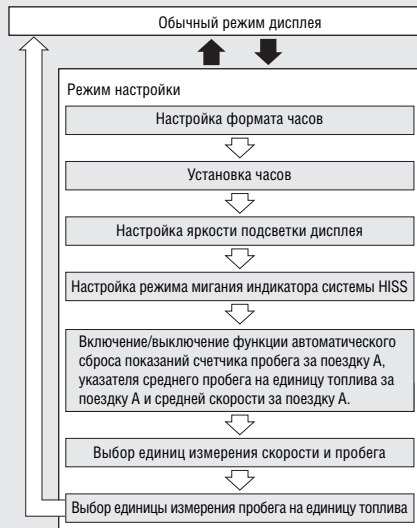 Обычный режим дисплея
Режим настройки
Настройка формата часов
Установка часов
Настройка яркости подсветки дисплея
Настройка режима мигания индикатора системы HISS
Включение/выключение функции автоматического
сброса показаний счетчика пробега за поездку А,
указателя среднего пробега на единицу топлива за
поездку А и средней скорости за поездку А.
Выбор единиц измерения скорости и пробега
Выбор единицы измерения пробега на единицу топлива